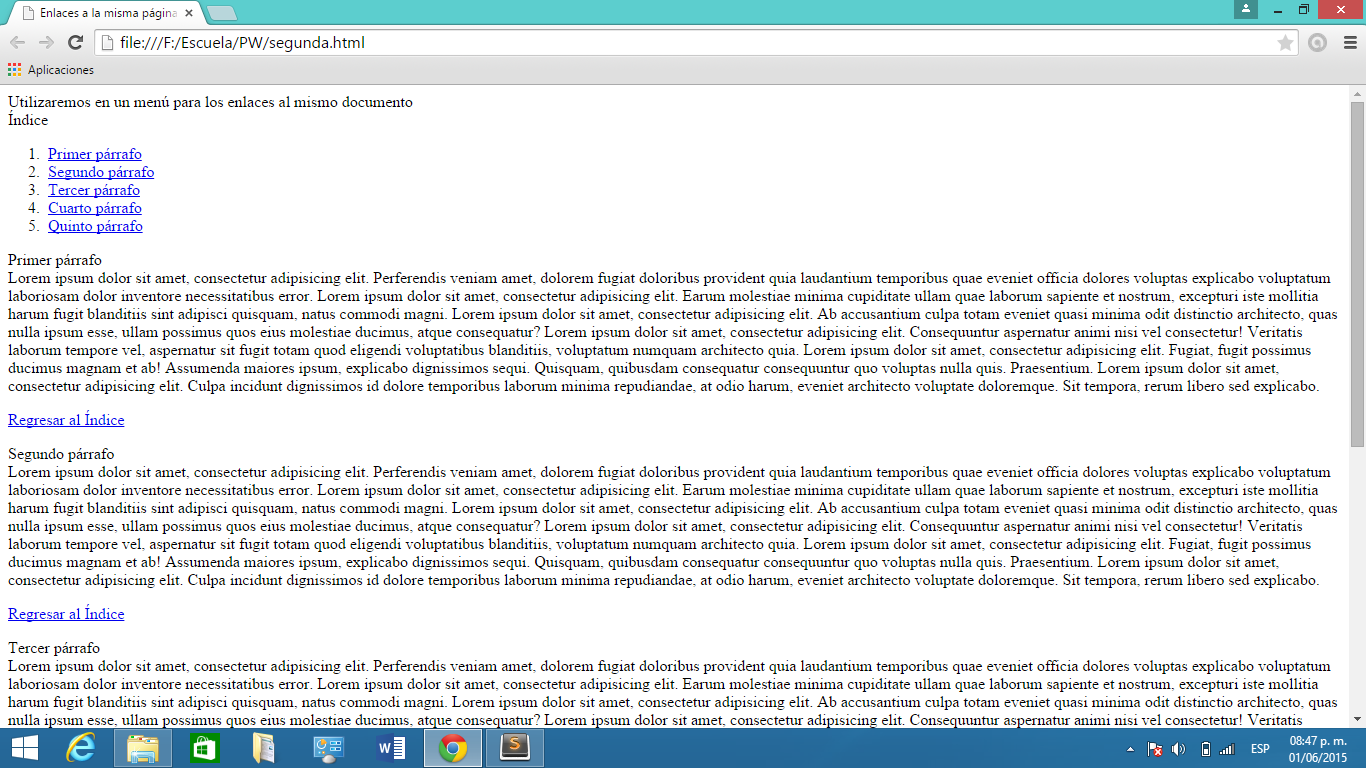 Enlaces a la misma página
file:///F:/Escuela/PW/segunda.html
Aplicaciones
Utilizaremos en un menú para los enlaces al mismo documento
Índice
1. Primer párrafo
2. Segundo párrafo
3. Tercer párrafo
4. Cuarto párrafo
5. Quinto párrafo
Primer párrafo
Lorem ipsum dolor sit amet, consectetur adipisicing elit. Perferendis veniam amet, dolorem fugiat doloribus provident quia laudantium temporibus quae eveniet officia dolores voluptas explicabo voluptatum
laboriosam dolor inventore necessitatibus error. Lorem ipsum dolor sit amet, consectetur adipisicing elit. Earum molestiae minima cupiditate ullam quae laborum sapiente et nostrum, excepturi iste mollitia
harum fugit blanditiis sint adipisci quisquam, natus commodi magni. Lorem ipsum dolor sit amet, consectetur adipisicing elit. Ab accusantium culpa totam eveniet quasi minima odit distinctio architecto, quas
nulla ipsum esse, ullam possimus quos eius molestiae ducimus, atque consequatur? Lorem ipsum dolor sit amet, consectetur adipisicing elit. Consequuntur aspernatur animi nisi vel consectetur! Veritatis
laborum tempore vel, aspernatur sit fugit totam quod eligendi voluptatibus blanditiis, voluptatum numquam architecto quia. Lorem ipsum dolor sit amet, consectetur adipisicing elit. Fugiat, fugit possimus
ducimus magnam et ab! Assumenda maiores ipsum, explicabo dignissimos sequi. Quisquam, quibusdam consequatur consequuntur quo voluptas nulla quis. Praesentium. Lorem ipsum dolor sit amet,
consectetur adipisicing elit. Culpa incidunt dignissimos id dolore temporibus laborum minima repudiandae, at odio harum, eveniet architecto voluptate doloremque. Sit tempora, rerum libero sed explicabo.
Regresar al Índice
Segundo párrafo
Lorem ipsum dolor sit amet, consectetur adipisicing elit. Perferendis veniam amet, dolorem fugiat doloribus provident quia laudantium temporibus quae eveniet officia dolores voluptas explicabo voluptatum
laboriosam dolor inventore necessitatibus error. Lorem ipsum dolor sit amet, consectetur adipisicing elit. Earum molestiae minima cupiditate ullam quae laborum sapiente et nostrum, excepturi iste mollitia
harum fugit blanditiis sint adipisci quisquam, natus commodi magni. Lorem ipsum dolor sit amet, consectetur adipisicing elit. Ab accusantium culpa totam eveniet quasi minima odit distinctio architecto, quas
nulla ipsum esse, ullam possimus quos eius molestiae ducimus, atque consequatur? Lorem ipsum dolor sit amet, consectetur adipisicing elit. Consequuntur aspernatur animi nisi vel consectetur! Veritatis
laborum tempore vel, aspernatur sit fugit totam quod eligendi voluptatibus blanditiis, voluptatum numquam architecto quia. Lorem ipsum dolor sit amet, consectetur adipisicing elit. Fugiat, fugit possimus
ducimus magnam et ab! Assumenda maiores ipsum, explicabo dignissimos sequi. Quisquam, quibusdam consequatur consequuntur quo voluptas nulla quis. Praesentium. Lorem ipsum dolor sit amet,
consectetur adipisicing elit. Culpa incidunt dignissimos id dolore temporibus laborum minima repudiandae, at odio harum, eveniet architecto voluptate doloremque. Sit tempora, rerum libero sed explicabo.
Regresar al Índice
Tercer párrafo
Lorem ipsum dolor sit amet, consectetur adipisicing elit. Perferendis veniam amet, dolorem fugiat doloribus provident quia laudantium temporibus quae eveniet officia dolores voluptas explicabo voluptatum
laboriosam dolor inventore necessitatibus error. Lorem ipsum dolor sit amet, consectetur adipisicing elit. Earum molestiae minima cupiditate ullam quae laborum sapiente et nostrum, excepturi iste mollitia
harum fugit blanditiis sint adipisci quisquam, natus commodi magni. Lorem ipsum dolor sit amet, consectetur adipisicing elit. Ab accusantium culpa totam eveniet quasi minima odit distinctio architecto, quas
nulla ipsum esse, ullam possimus quos eius molestiae ducimus, atque consequatur? Lorem ipsum dolor sit amet, consectetur adipisicing elit. Consequuntur aspernatur animi nisi vel consectetur! Veritatis
ESP
08:47 p. m.
01/06/2015